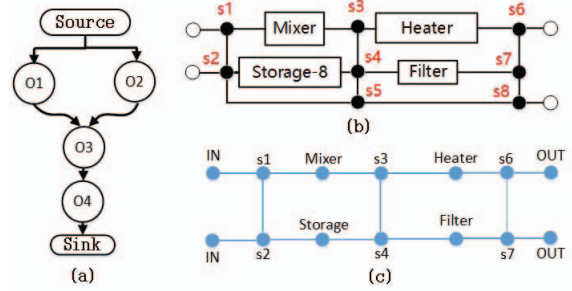 Source
O1
O2
O3
O4
Sink
(a)
s1
Mixer
s3
Heater
s6
s2
Storage-8
s4
Filter
s7
s5
s8
(b)
IN
s1
Mixer
s3
Heater
s6
OUT
Storage
Filter
IN
s2
s4
s7
OUT
(c)